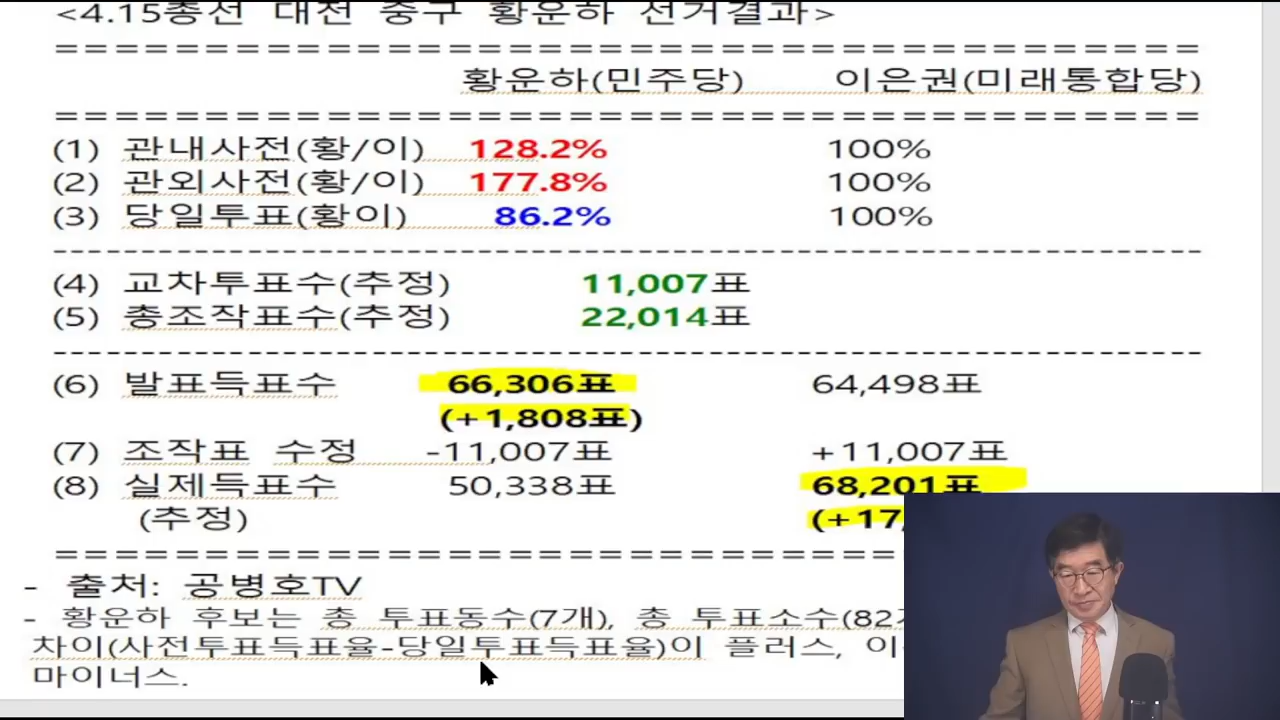 <4.15총선 대전 중구 황운하 선거결과>
=====================================
황운하(민주당) 이은권(미래통합당)
=====================================
(1) 관내사전(황/이) 128.2% 100%
(2) 관외사전(황/이) 177.8% 100%
(3) 당일투표(황이) 86.2% 100%
(4) 교차투표수(추정) 11,007표
(5) 총조작표수(추정) 22,014표
(6) 발표득표수 66,306표 64,498표
(+1,808표)
(7) 조작표 수정 -11,007표 +11,007표
(8) 실제득표수 50,338표 68,201표
(추정) (+17,
- 출처: 공병호TV
- 황운하 후보는 총 투표동수(7개), 총 투표소수(82
차이(사전투표득표율-당일투표득표율)이 플러스, 이
마이너스.